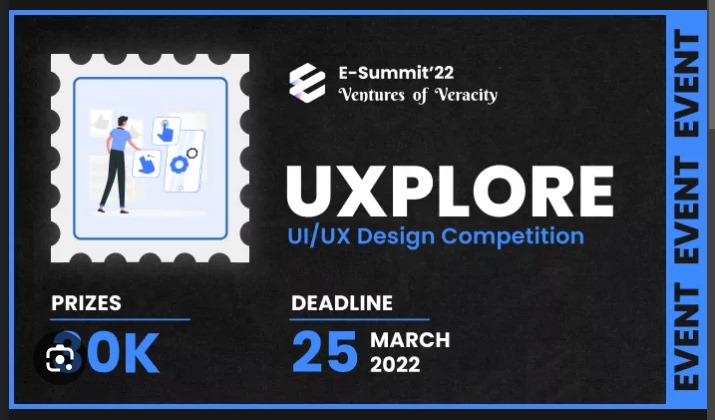 E-Summit'22
Ventures of Veracity
UXPLORE
UI/UX Design Competition
PRIZES
DEADLINE
25 MARCH
2022
EVENT EVENT EVENT